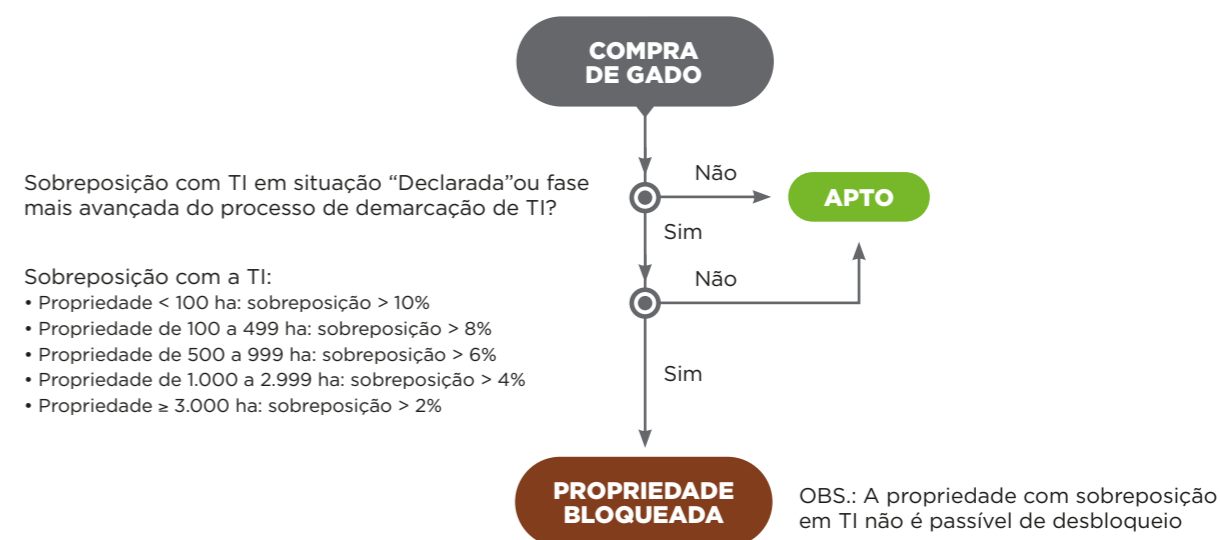 COMPRA
DE GADO
Sobreposição com TI em situação “Declarada”ou fase
mais avançada do processo de demarcação de TI?
Não
APTO
Sim
Sobreposição com a TI:
• Propriedade < 100 ha: sobreposição > 10%
• Propriedade de 100 a 499 ha: sobreposição > 8%
• Propriedade de 500 a 999 ha: sobreposição > 6%
• Propriedade de 1.000 a 2.999 ha: sobreposição > 4%
• Propriedade ≥ 3.000 ha: sobreposição > 2%
Não
Sim
PROPRIEDADE
BLOQUEADA
OBS.: A propriedade com sobreposição
em TI não é passível de desbloqueio